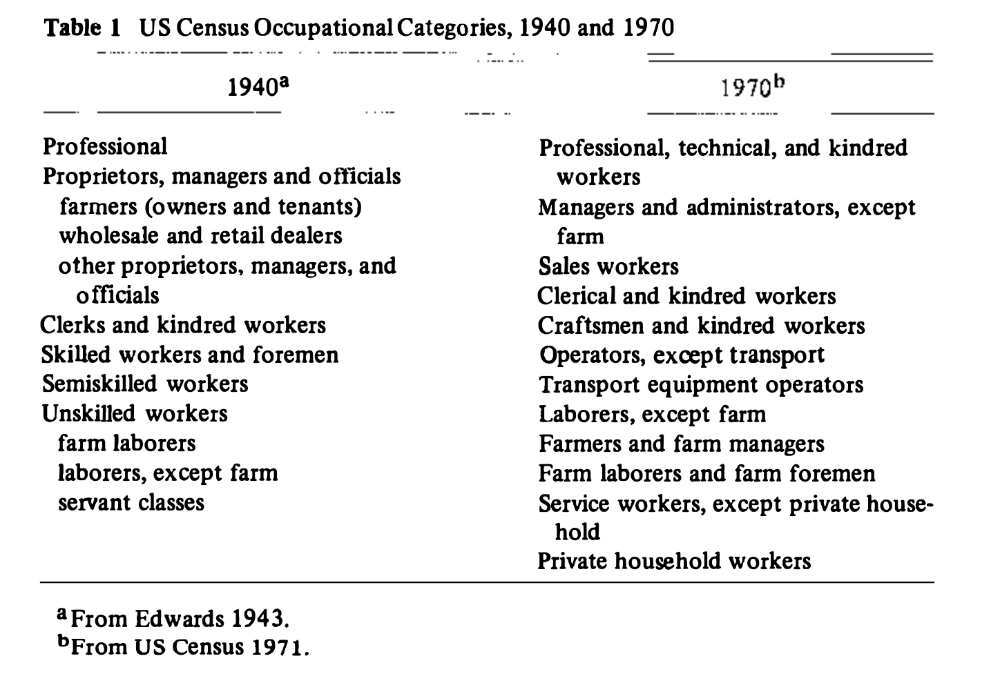 Table 1 US Census Occupational Categories, 1940 and 1970
1940a
1970b
Professional
Proprietors, managers and officials
farmers (owners and tenants)
wholesale and retail dealers
other proprietors, managers, and
officials
Clerks and kindred workers
Skilled workers and foremen
Semiskilled workers
Unskilled workers
farm laborers
laborers, except farm
servant classes
Professional, technical, and kindred
workers
Managers and administrators, except
farm
Sales workers
Clerical and kindred workers
Craftsmen and kindred workers
Operators, except transport
Transport equipment operators
Laborers, except farm
Farmers and farm managers
Farm laborers and farm foremen
Service workers, except private house-
hold
Private household workers
aFrom Edwards 1943.
bFrom US Census 1971.